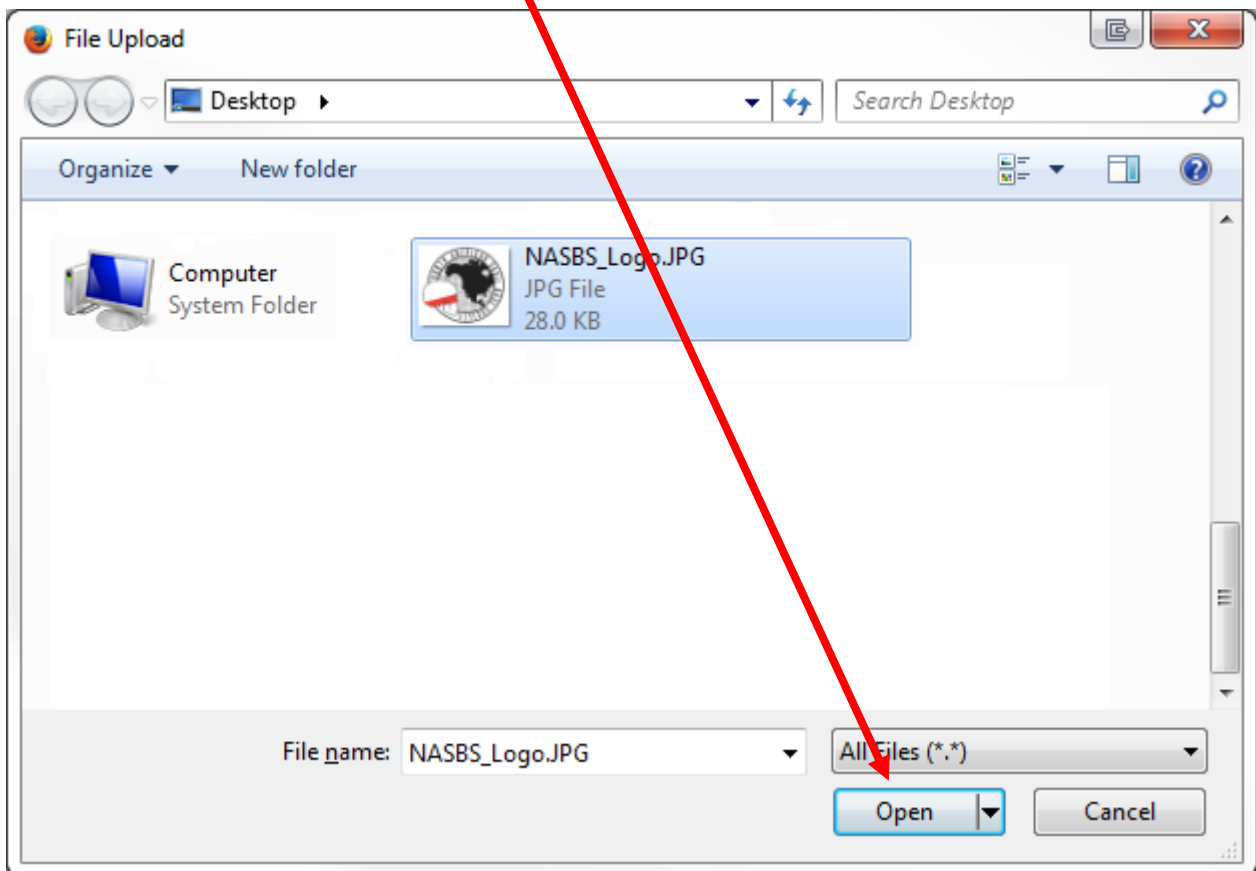 File Upload
Desktop
Search Desktop
Organize
New folder
Computer
System Folder
NASBS_Logo.JPG
JPG File
28.0 KB
File name: NASBS_Logo.JPG
All Files (*.*)
Open
Cancel